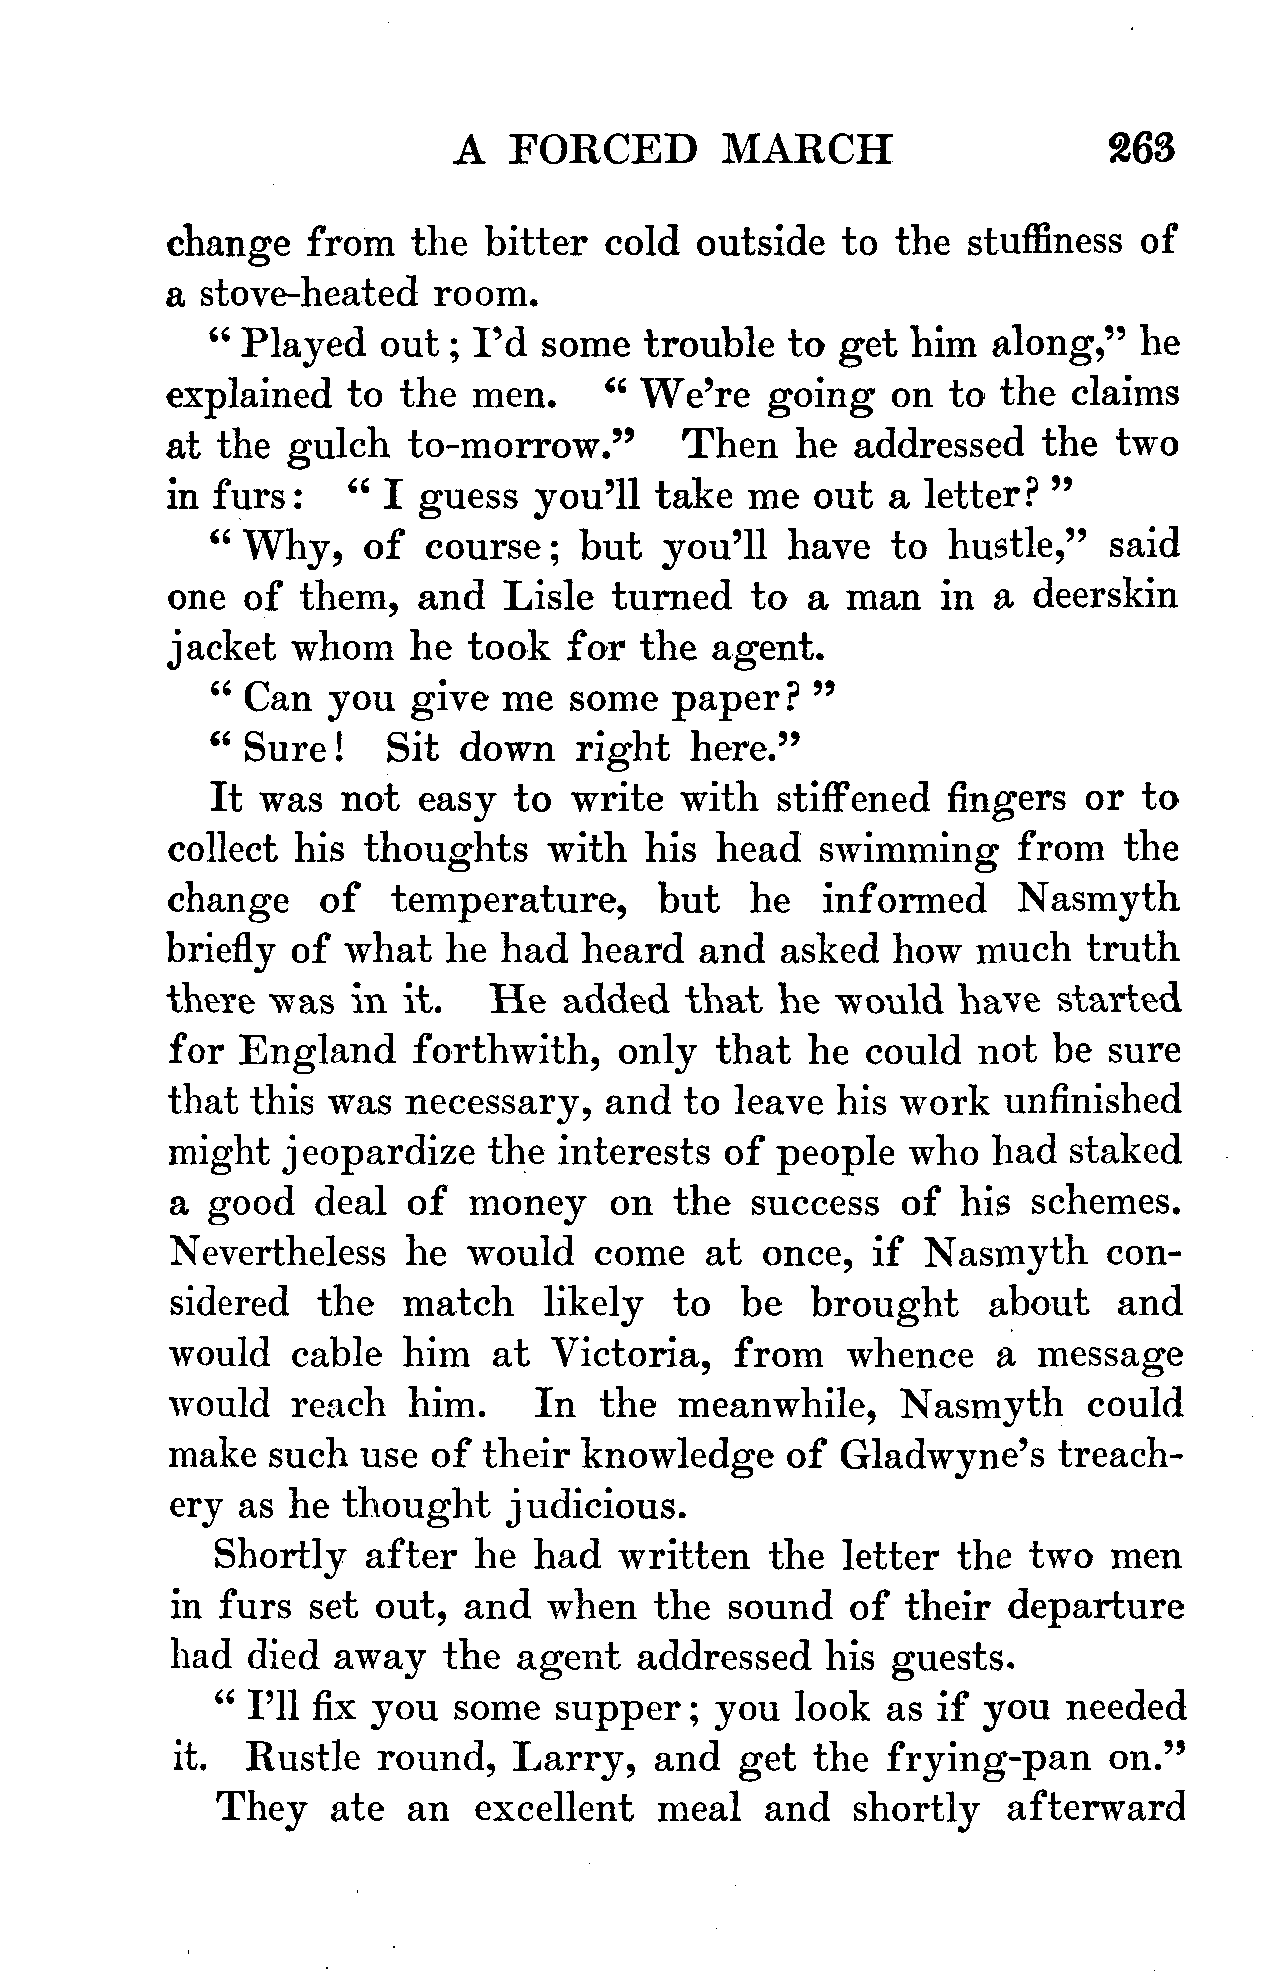 A FORCED MARCH 263
change from the bitter cold outside to the stuffiness of
a stove-heated room.
“ Played out ; I’d some trouble to get him along,” he
explained to the men. “ We’re going on to the claims
at the gulch to-morrow.” Then he addressed the two
in furs : “ I guess you’ll take me out a letter? ”
“ Why, of course ; but you’ll have to hustle,” said
one of them, and Lisle turned to a man in a deerskin
jacket whom he took for the agent.
“ Can you give me some paper? ”
“ Sure ! Sit down right here.”
It was not easy to write with stiffened fingers or to
collect his thoughts with his head swimming from the
change of temperature, but he informed Nasmyth
briefly of what he had heard and asked how much truth
there was in it. He added that he would have started
for England forthwith, only that he could not be sure
that this was necessary, and to leave his work unfinished
might jeopardize the interests of people who had staked
a good deal of money on the success of his schemes.
Nevertheless he would come at once, if Nasmyth con-
sidered the match likely to be brought about and
would cable him at Victoria, from whence a message
would reach him. In the meanwhile, Nasmyth could
make such use of their knowledge of Gladwyne’s treach-
ery as he thought judicious.
Shortly after he had written the letter the two men
in furs set out, and when the sound of their departure
had died away the agent addressed his guests.
“ I’ll fix you some supper ; you look as if you needed
it. Rustle round, Larry, and get the frying-pan on.”
They ate an excellent meal and shortly afterward